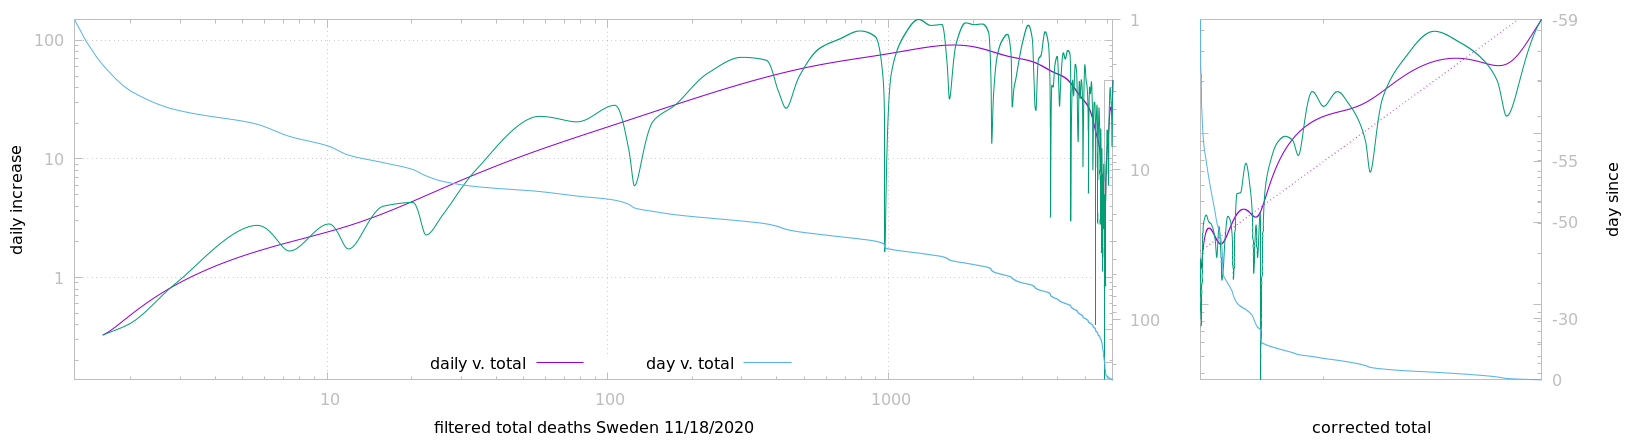 100
10
1
daily increase
1
10
100
daily v. total
day v. total
10
100
1000
filtered total deaths Sweden 11/18/2020
-59
-55
-50
-30
0
day since
corrected total